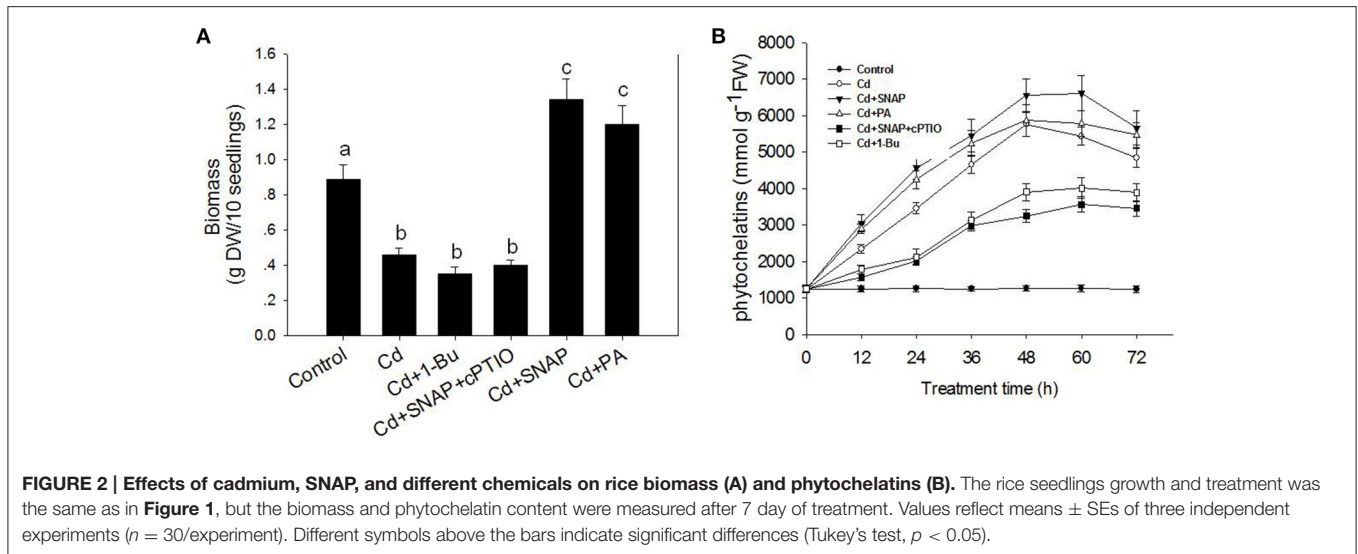 A
1.6
1.4
1.2
1.0
0.8
.6
.4
.2
0.0
Biomass
(g DW/10 seedlings)
a
b
b
b
c
c
Control
Cd
Cd+1-Bu
Cd+SNAP+cPTIO
Cd+SNAP
Cd+PA
B
8000
7000
6000
5000
4000
3000
2000
1000
0
phytochelatins (mmol g⁻¹FW)
Control
Cd
Cd+SNAP
Cd+PA
Cd+SNAP+cPTIO
Cd+1-Bu
0 12 24 36 48 60 72
Treatment time (h)
FIGURE 2 | Effects of cadmium, SNAP, and different chemicals on rice biomass (A) and phytochelatins (B). The rice seedlings growth and treatment was
the same as in Figure 1, but the biomass and phytochelatin content were measured after 7 day of treatment. Values reflect means ± SEs of three independent
experiments (n = 30/experiment). Different symbols above the bars indicate significant differences (Tukey's test, p < 0.05).